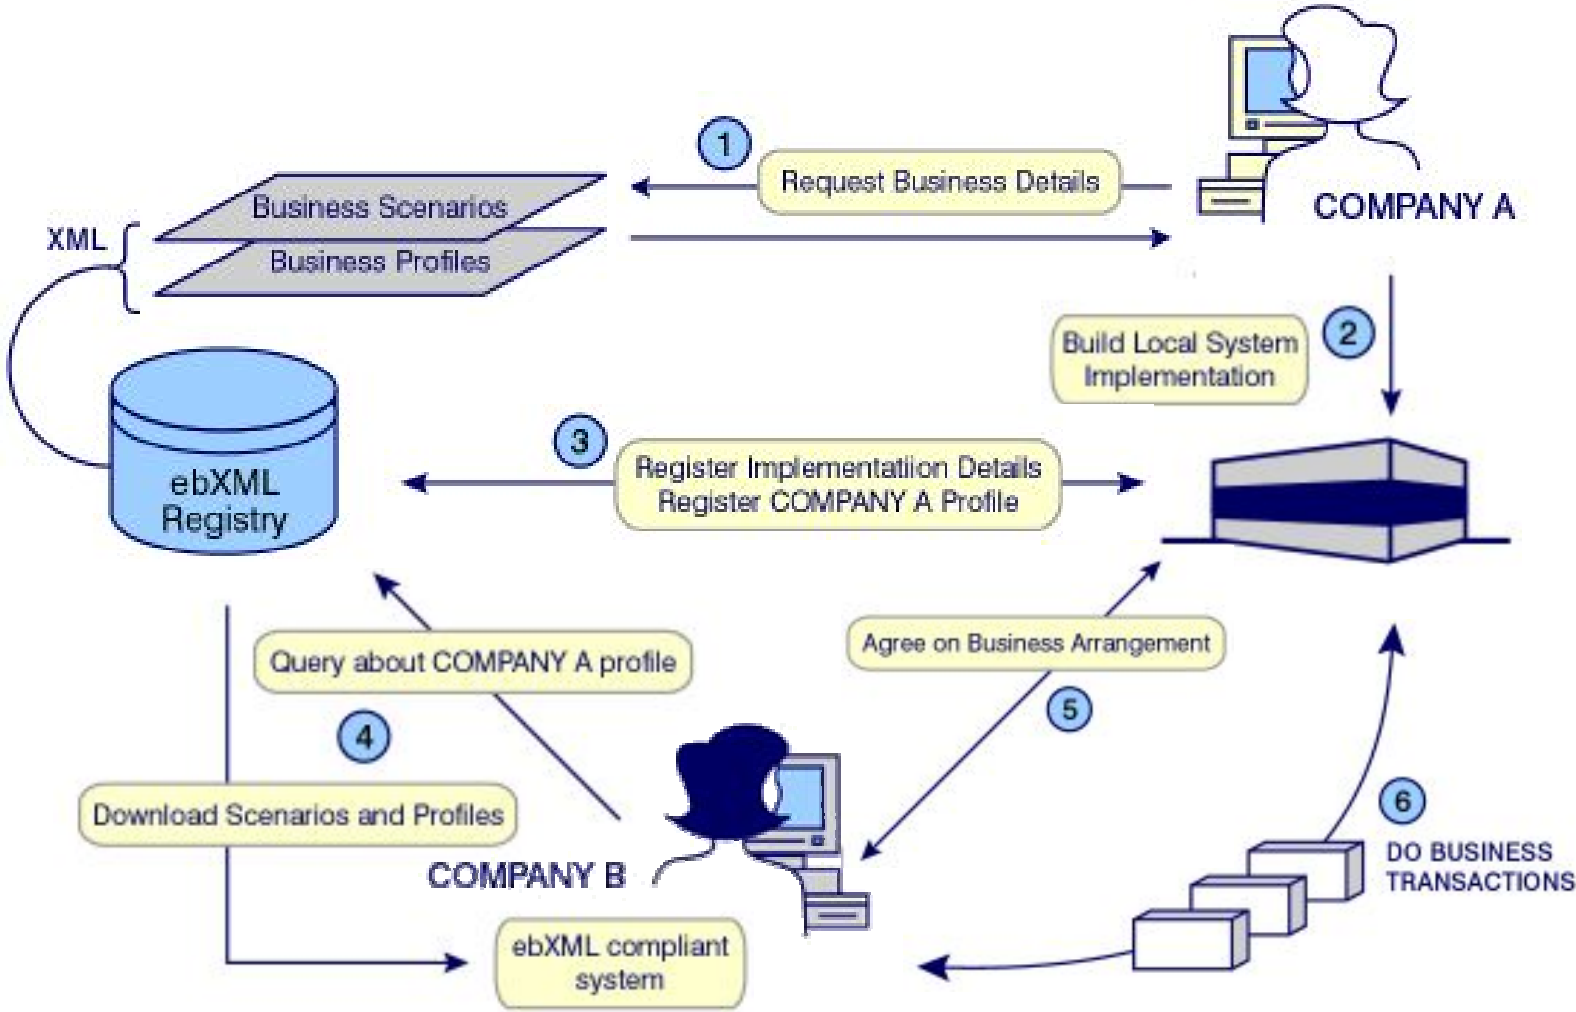 1
Request Business Details
COMPANY A
Business Scenarios
XML
Business Profiles
2
Build Local System
Implementation
3
Register Implementatiion Details
Register COMPANY A Profile
ebXML
Registry
Query about COMPANY A profile
Agree on Business Arrangement
4
5
Download Scenarios and Profiles
6
COMPANY B
DO BUSINESS
TRANSACTIONS
ebXML compliant
system